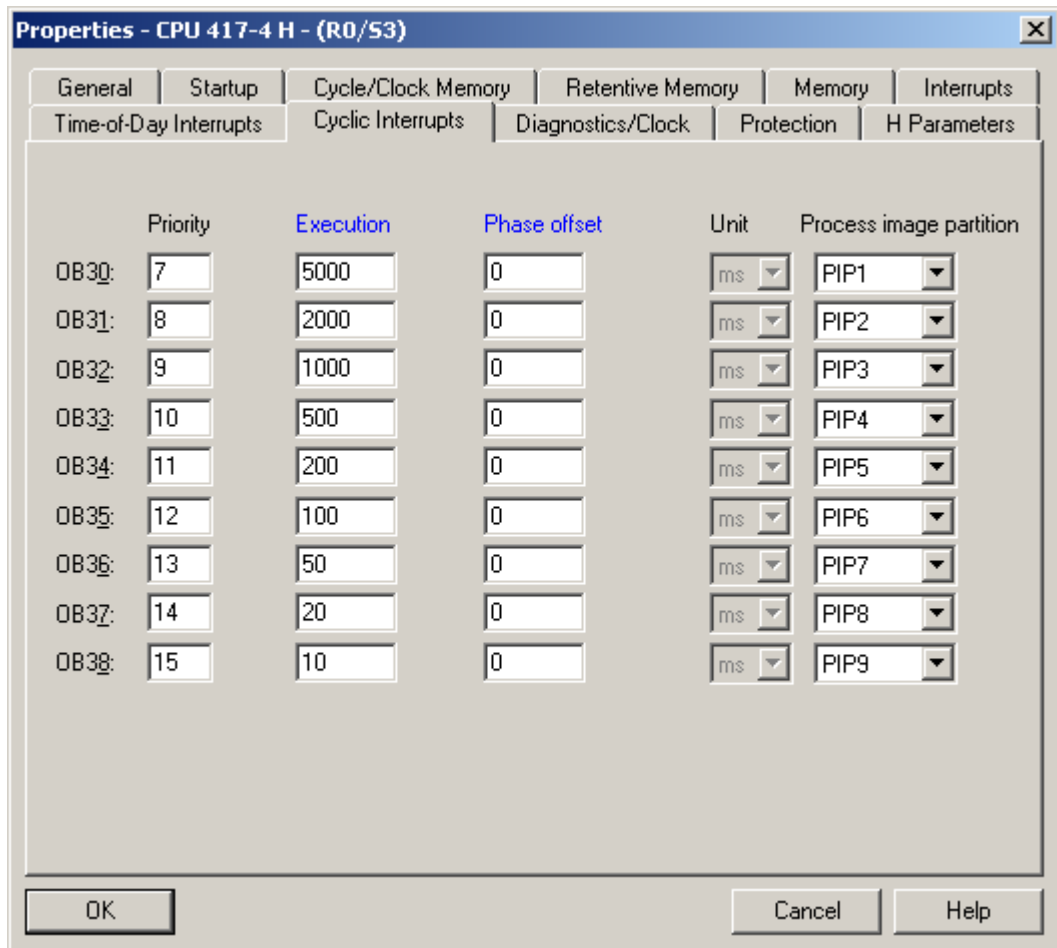 Properties - CPU 417-4 H - (R0/S3)
General Startup Cycle/Clock Memory Retentive Memory Memory Interrupts
Time-of-Day Interrupts Cyclic Interrupts Diagnostics/Clock Protection H Parameters
Priority Execution Phase offset Unit Process image partition
OB30: 7 5000 0 ms PIP1
OB31: 8 2000 0 ms PIP2
OB32: 9 1000 0 ms PIP3
OB33: 10 500 0 ms PIP4
OB34: 11 200 0 ms PIP5
OB35: 12 100 0 ms PIP6
OB36: 13 50 0 ms PIP7
OB37: 14 20 0 ms PIP8
OB38: 15 10 0 ms PIP9
OK Cancel Help